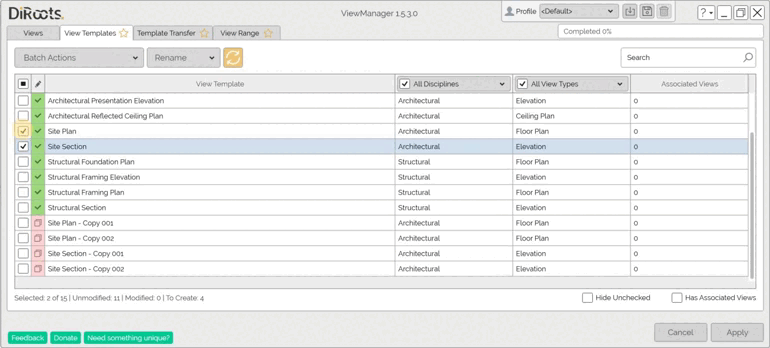 DiRoots.
ViewManager 1.5.3.0
Profile <Default>
? - X
Views View Templates Template Transfer View Range
Completed 0%
Batch Actions Rename Search
View Template All Disciplines All View Types Associated Views
Architectural Presentation Elevation Architectural Elevation 0
Architectural Reflected Ceiling Plan Architectural Ceiling Plan 0
Site Plan Architectural Floor Plan 0
Site Section Architectural Elevation 0
Structural Foundation Plan Structural Floor Plan 0
Structural Framing Elevation Structural Elevation 0
Structural Framing Plan Structural Floor Plan 0
Structural Section Structural Elevation 0
Site Plan - Copy 001 Architectural Floor Plan 0
Site Plan - Copy 002 Architectural Floor Plan 0
Site Section - Copy 001 Architectural Elevation 0
Site Section - Copy 002 Architectural Elevation 0
Selected: 2 of 15 | Unmodified: 11 | Modified: 0 | To Create: 4 Hide Unchecked Has Associated Views
Feedback Donate Need something unique? Cancel Apply